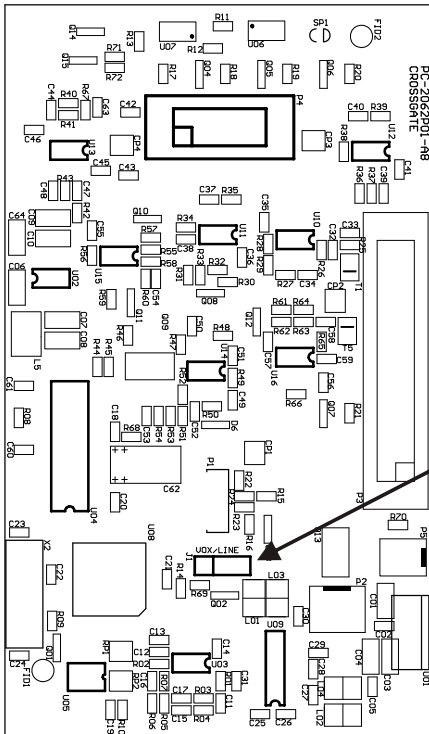 Q14
R13
R11
U07
R12
U06
SP1
FID2
Q15
R71
R72
R17
Q04
R18
Q05
R19
Q06
R20
PC-2062P01-A8
CROSSGATE
C44
R40
R41
R67
C63
C42
P4
C40
R39
C46
U13
CP4
CP3
R38
U12
C45
C43
C41
R36
R37
C39
C48
R43
C47
R42
C37
R35
C64
C09
C10
C55
Q10
R57
R34
C38
U11
C35
U10
C33
R25
R28
R29
C36
R26
C32
C06
U02
R56
U15
R55
R58
R31
R33
R32
R30
Q08
R27
C34
T1
CP2
R59
R60
C54
Q11
C07
C08
L5
R46
Q09
C50
R48
Q12
R61
R64
R62
R63
C58
R65
T5
C59
R44
R45
R47
U14
C51
R49
C57
U16
C56
C61
R08
C60
R52
C49
R50
C52
R66
Q07
R21
C18
R68
C53
R54
R53
R51
D6
U04
C62
CP1
P1
R22
R74
R23
R15
R16
P3
C20
C23
X2
U08
J1
VOX/LINE
Q13
R70
P5
C22
C21
R14
R69
Q02
L03
L01
P2
C01
R09
Q01
C30
U09
C02
C24
FID1
RP1
RP2
C13
C12
R02
U03
C14
C29
C28
C27
C04
C03
U01
U05
C16
R07
C17
R03
R01
C31
L04
C05
C19
R10
R06
R05
C15
R04
C11
C25
C26
L02